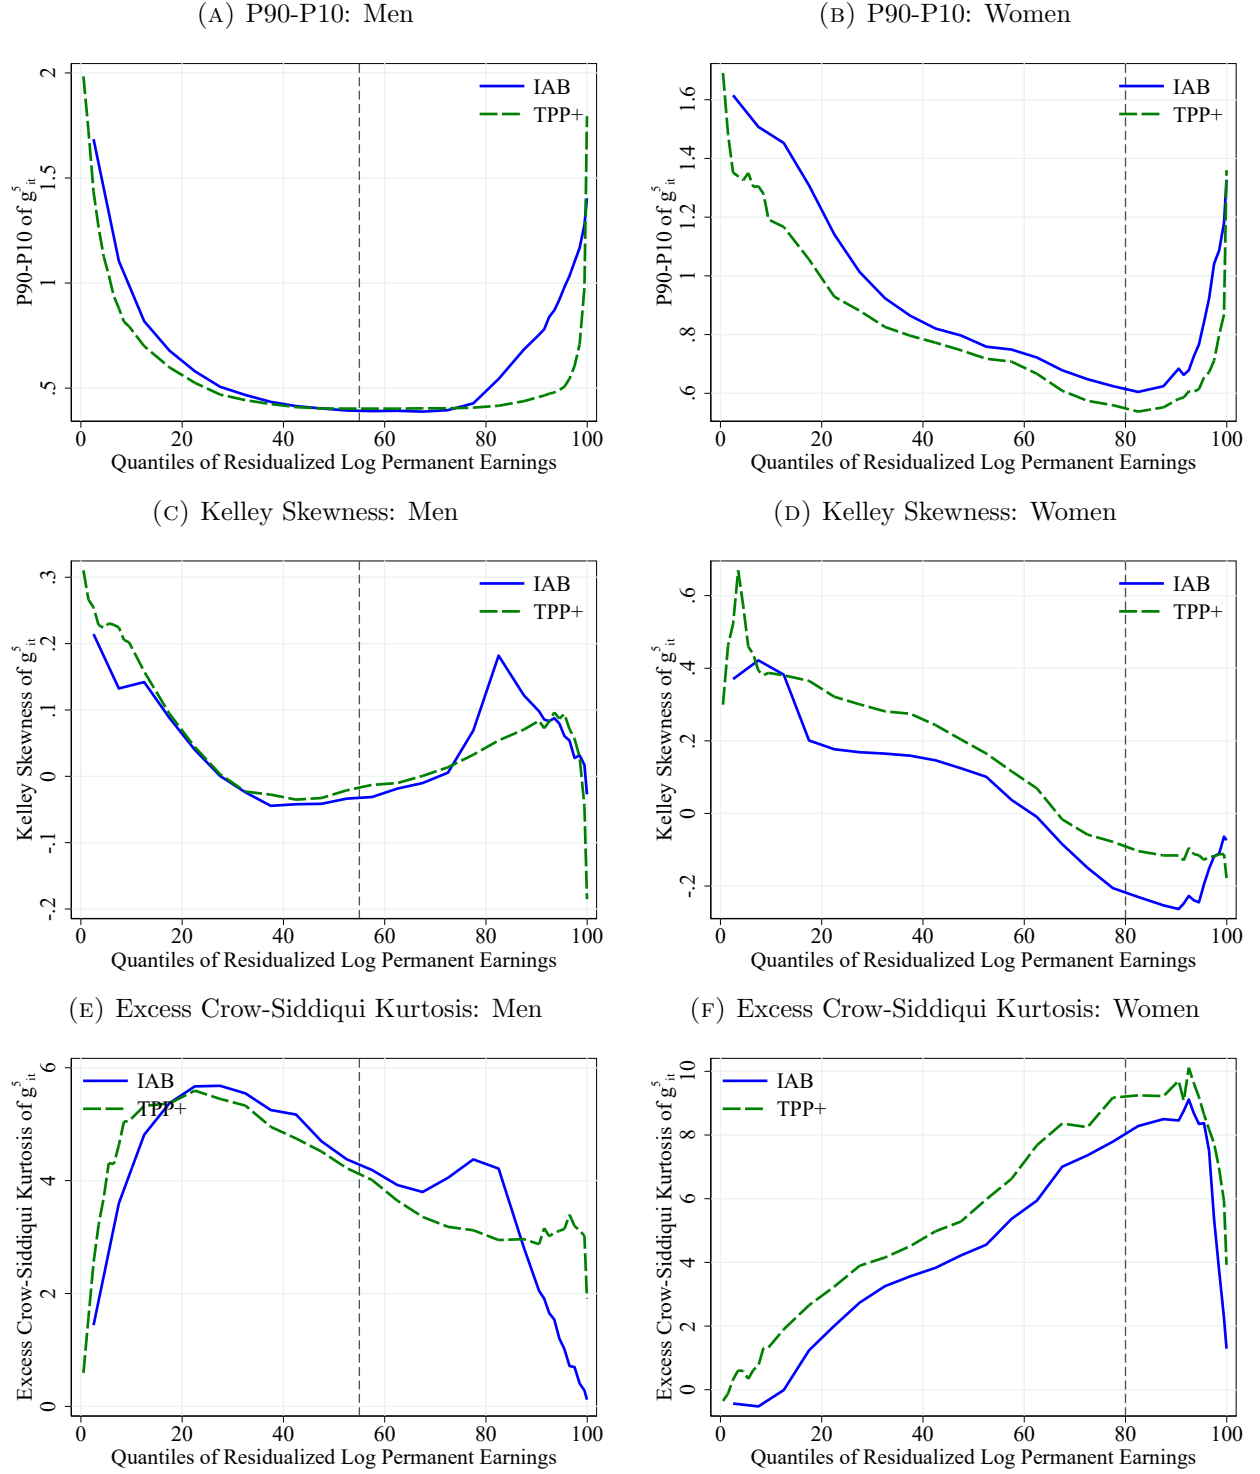 (A) P90-P10: Men
P90-P10 of g⁵ᵢₜ
2
1.5
1
.5
IAB
TPP+
0 20 40 60 80 100
Quantiles of Residualized Log Permanent Earnings
(B) P90-P10: Women
P90-P10 of g⁵ᵢₜ
1.6
1.4
1.2
1
.8
.6
IAB
TPP+
0 20 40 60 80 100
Quantiles of Residualized Log Permanent Earnings
(C) Kelley Skewness: Men
Kelley Skewness of g⁵ᵢₜ
.3
.2
.1
0
-.1
-.2
IAB
TPP+
0 20 40 60 80 100
Quantiles of Residualized Log Permanent Earnings
(D) Kelley Skewness: Women
Kelley Skewness of g⁵ᵢₜ
.6
.4
.2
0
-.2
IAB
TPP+
0 20 40 60 80 100
Quantiles of Residualized Log Permanent Earnings
(E) Excess Crow-Siddiqui Kurtosis: Men
Excess Crow-Siddiqui Kurtosis of g⁵ᵢₜ
6
4
2
0
IAB
TPP+
0 20 40 60 80 100
Quantiles of Residualized Log Permanent Earnings
(F) Excess Crow-Siddiqui Kurtosis: Women
Excess Crow-Siddiqui Kurtosis of g⁵ᵢₜ
10
8
6
4
2
0
IAB
TPP+
0 20 40 60 80 100
Quantiles of Residualized Log Permanent Earnings